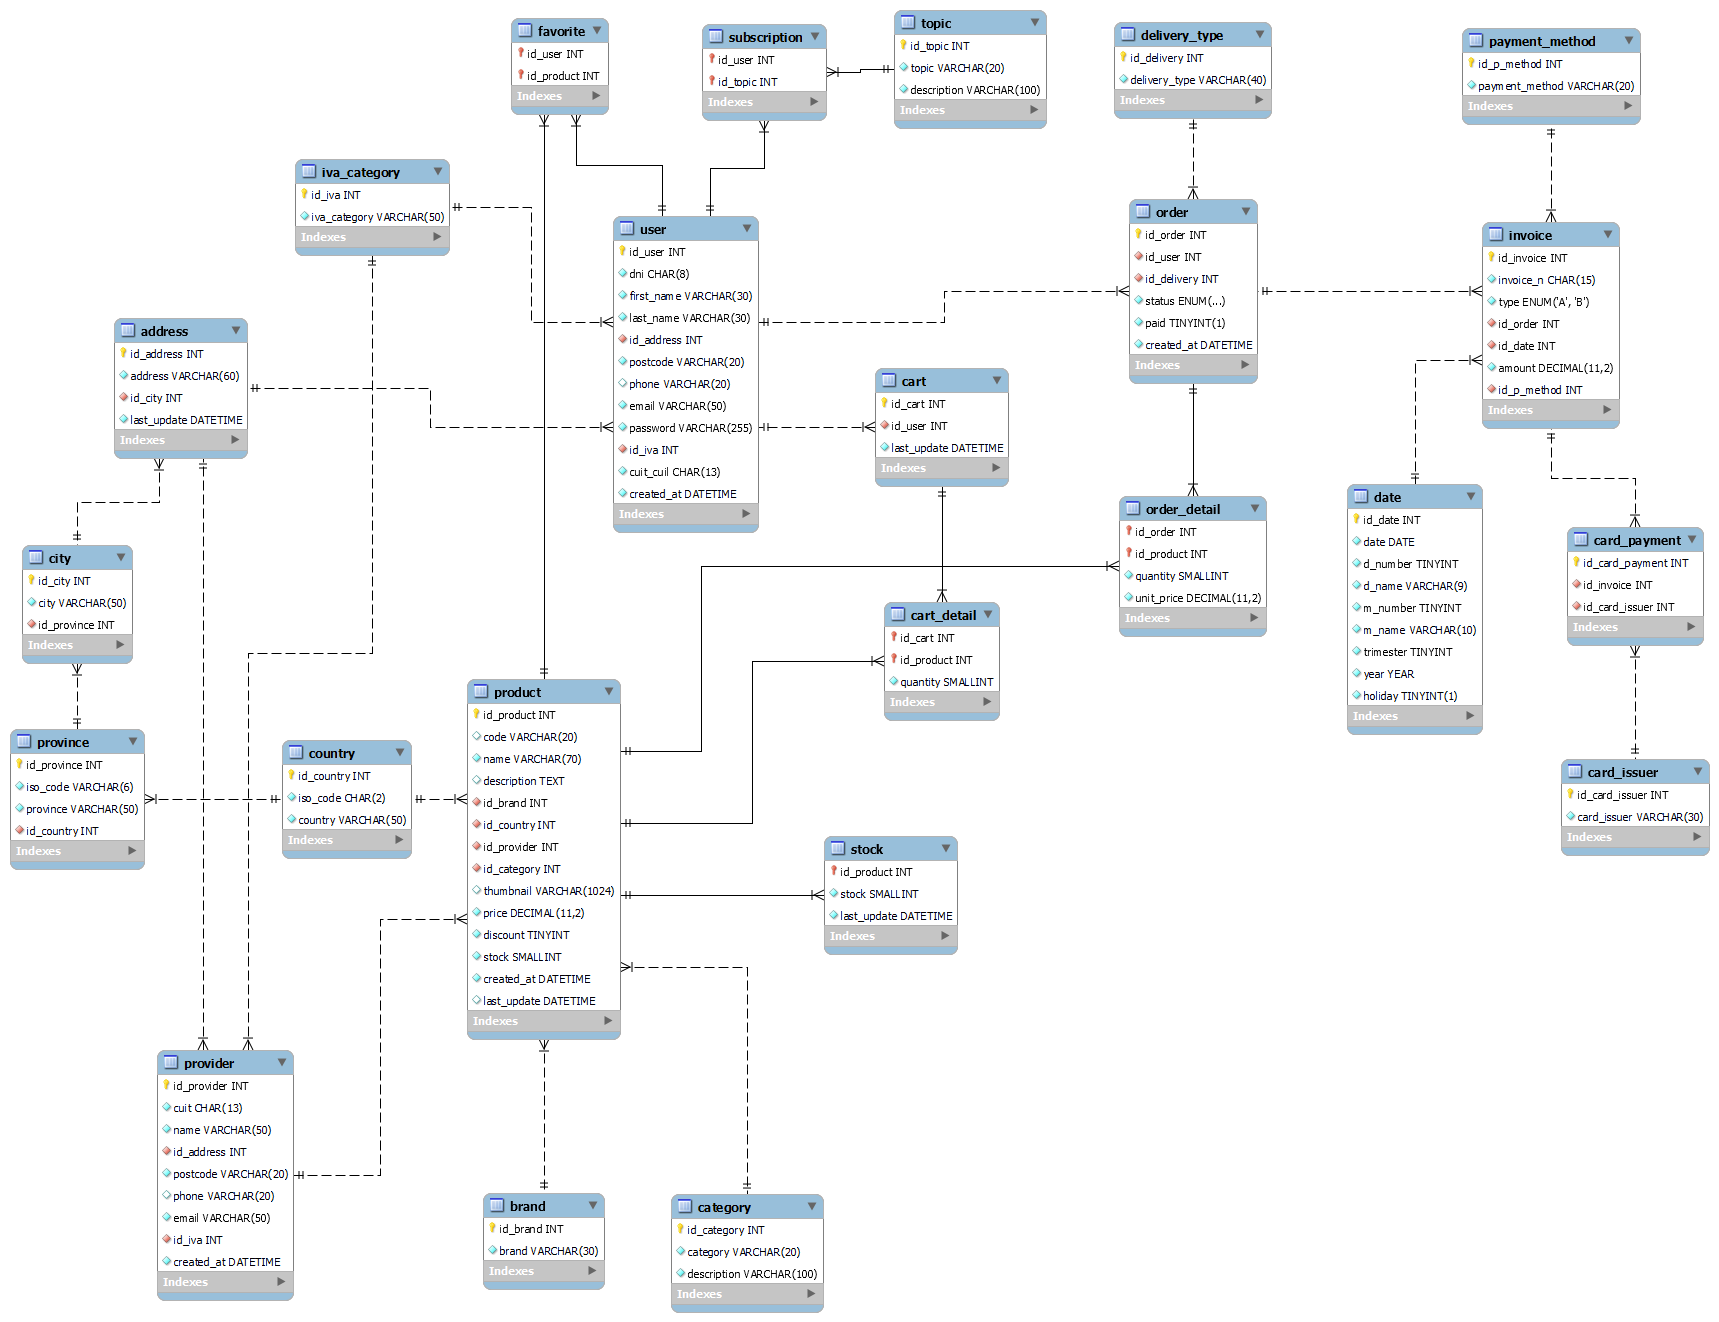 favorite
id_user INT
id_product INT
Indexes
subscription
id_user INT
id_topic INT
Indexes
topic
id_topic INT
topic VARCHAR(20)
description VARCHAR(100)
Indexes
delivery_type
id_delivery INT
delivery_type VARCHAR(40)
Indexes
payment_method
id_p_method INT
payment_method VARCHAR(20)
Indexes
iva_category
id_iva INT
iva_category VARCHAR(50)
Indexes
user
id_user INT
dni CHAR(8)
first_name VARCHAR(30)
last_name VARCHAR(30)
id_address INT
postcode VARCHAR(20)
phone VARCHAR(20)
email VARCHAR(50)
password VARCHAR(255)
id_iva INT
cuit_cuil CHAR(13)
created_at DATETIME
Indexes
order
id_order INT
id_user INT
id_delivery INT
status ENUM(...)
paid TINYINT(1)
created_at DATETIME
Indexes
invoice
id_invoice INT
invoice_n CHAR(15)
type ENUM('A', 'B')
id_order INT
id_date INT
amount DECIMAL(11,2)
id_p_method INT
Indexes
address
id_address INT
address VARCHAR(60)
id_city INT
last_update DATETIME
Indexes
cart
id_cart INT
id_user INT
last_update DATETIME
Indexes
order_detail
id_order INT
id_product INT
quantity SMALLINT
unit_price DECIMAL(11,2)
Indexes
date
id_date INT
date DATE
d_number TINYINT
d_name VARCHAR(9)
m_number TINYINT
m_name VARCHAR(10)
trimester TINYINT
year YEAR
holiday TINYINT(1)
Indexes
card_payment
id_card_payment INT
id_invoice INT
id_card_issuer INT
Indexes
city
id_city INT
city VARCHAR(50)
id_province INT
Indexes
cart_detail
id_cart INT
id_product INT
quantity SMALLINT
Indexes
product
id_product INT
code VARCHAR(20)
name VARCHAR(70)
description TEXT
id_brand INT
id_country INT
id_provider INT
id_category INT
thumbnail VARCHAR(1024)
price DECIMAL(11,2)
discount TINYINT
stock SMALLINT
created_at DATETIME
last_update DATETIME
Indexes
province
id_province INT
iso_code VARCHAR(6)
province VARCHAR(50)
id_country INT
Indexes
country
id_country INT
iso_code CHAR(2)
country VARCHAR(50)
Indexes
card_issuer
id_card_issuer INT
card_issuer VARCHAR(30)
Indexes
stock
id_product INT
stock SMALLINT
last_update DATETIME
Indexes
provider
id_provider INT
cuit CHAR(13)
name VARCHAR(50)
id_address INT
postcode VARCHAR(20)
phone VARCHAR(20)
email VARCHAR(50)
id_iva INT
created_at DATETIME
Indexes
brand
id_brand INT
brand VARCHAR(30)
Indexes
category
id_category INT
category VARCHAR(20)
description VARCHAR(100)
Indexes